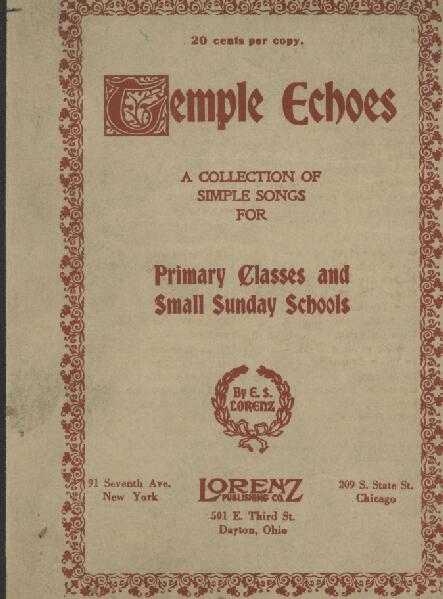 20 cents per copy.
Temple Echoes
A COLLECTION OF
SIMPLE SONGS
FOR
Primary Classes and
Small Sunday Schools
By E. S.
LORENZ
91 Seventh Ave.
New York
LORENZ
PUBLISHING CO.
501 E. Third St.
Dayton, Ohio
209 S. State St.
Chicago